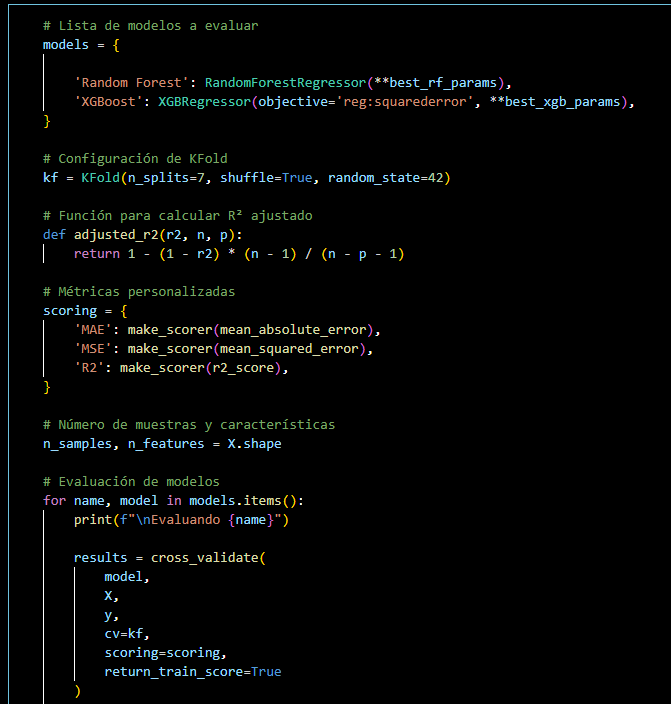 # Lista de modelos a evaluar
models = {
'Random Forest': RandomForestRegressor(**best_rf_params),
'XGBoost': XGBRegressor(objective='reg:squarederror', **best_xgb_params),
}
# Configuración de KFold
kf = KFold(n_splits=7, shuffle=True, random_state=42)
# Función para calcular R² ajustado
def adjusted_r2(r2, n, p):
return 1 - (1 - r2) * (n - 1) / (n - p - 1)
# Métricas personalizadas
scoring = {
'MAE': make_scorer(mean_absolute_error),
'MSE': make_scorer(mean_squared_error),
'R2': make_scorer(r2_score),
}
# Número de muestras y características
n_samples, n_features = X.shape
# Evaluación de modelos
for name, model in models.items():
print(f"\nEvaluando {name}")
results = cross_validate(
model,
X,
y,
cv=kf,
scoring=scoring,
return_train_score=True
)